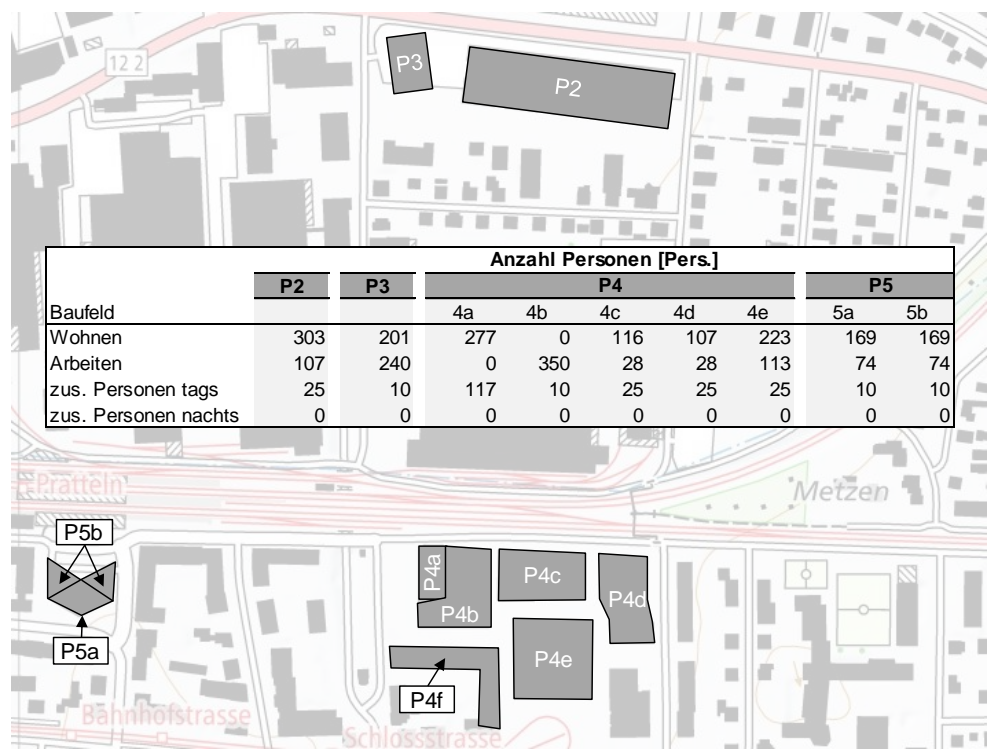 12 2
P3
P2
Anzahl Personen [Pers.]
P2 P3 P4 P5
Baufeld 4a 4b 4c 4d 4e 5a 5b
Wohnen 303 201 277 0 116 107 223 169 169
Arbeiten 107 240 0 350 28 28 113 74 74
zus. Personen tags 25 10 117 10 25 25 25 10 10
zus. Personen nachts 0 0 0 0 0 0 0 0 0
Pratteln
Metzen
P5b
P4a
P4c
P4b
P4d
P5a
P4e
P4f
Bahnhofstrasse
Schlossstrasse